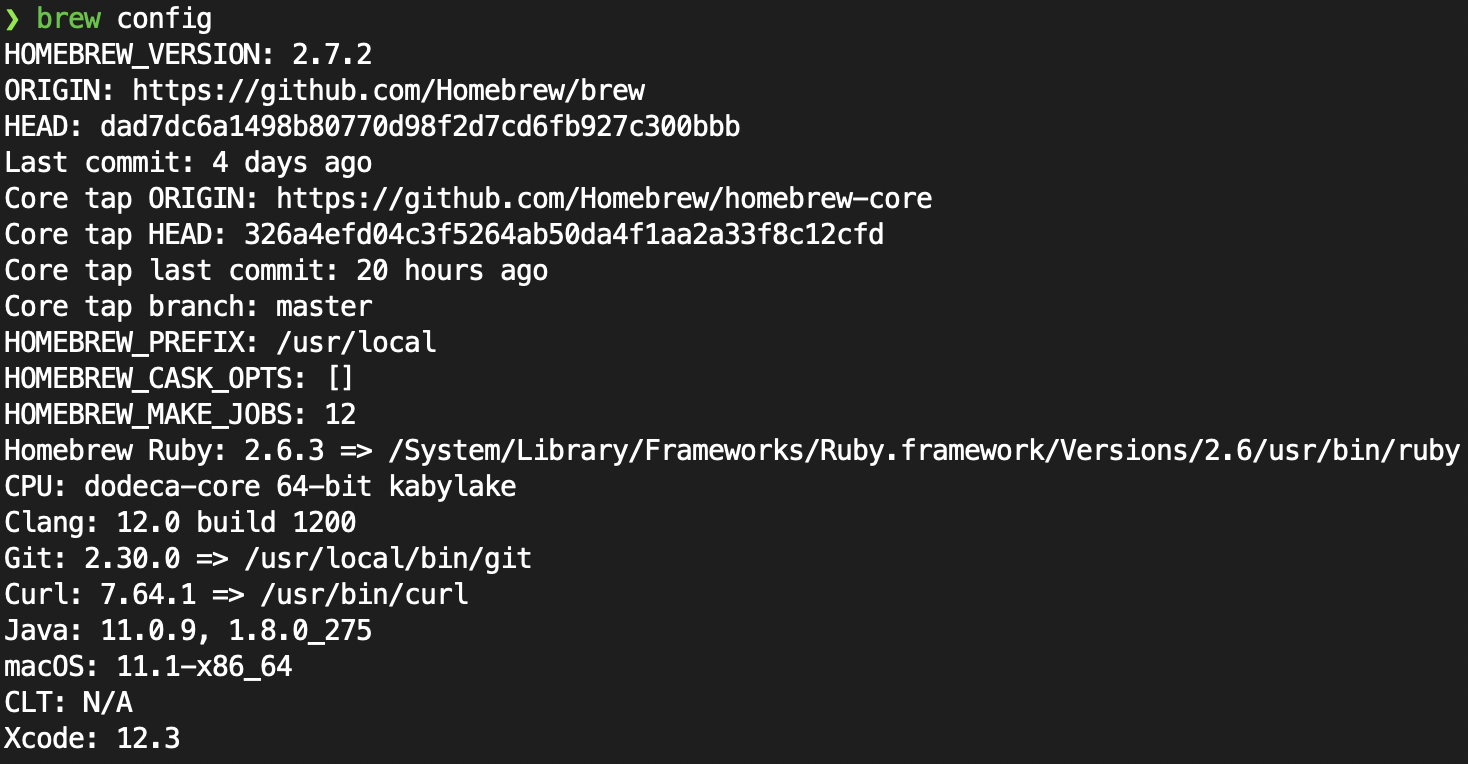 ❯ brew config
HOMEBREW_VERSION: 2.7.2
ORIGIN: https://github.com/Homebrew/brew
HEAD: dad7dc6a1498b80770d98f2d7cd6fb927c300bbb
Last commit: 4 days ago
Core tap ORIGIN: https://github.com/Homebrew/homebrew-core
Core tap HEAD: 326a4efd04c3f5264ab50da4f1aa2a33f8c12cfd
Core tap last commit: 20 hours ago
Core tap branch: master
HOMEBREW_PREFIX: /usr/local
HOMEBREW_CASK_OPTS: []
HOMEBREW_MAKE_JOBS: 12
Homebrew Ruby: 2.6.3 => /System/Library/Frameworks/Ruby.framework/Versions/2.6/usr/bin/ruby
CPU: dodeca-core 64-bit kabylake
Clang: 12.0 build 1200
Git: 2.30.0 => /usr/local/bin/git
Curl: 7.64.1 => /usr/bin/curl
Java: 11.0.9, 1.8.0_275
macOS: 11.1-x86_64
CLT: N/A
Xcode: 12.3